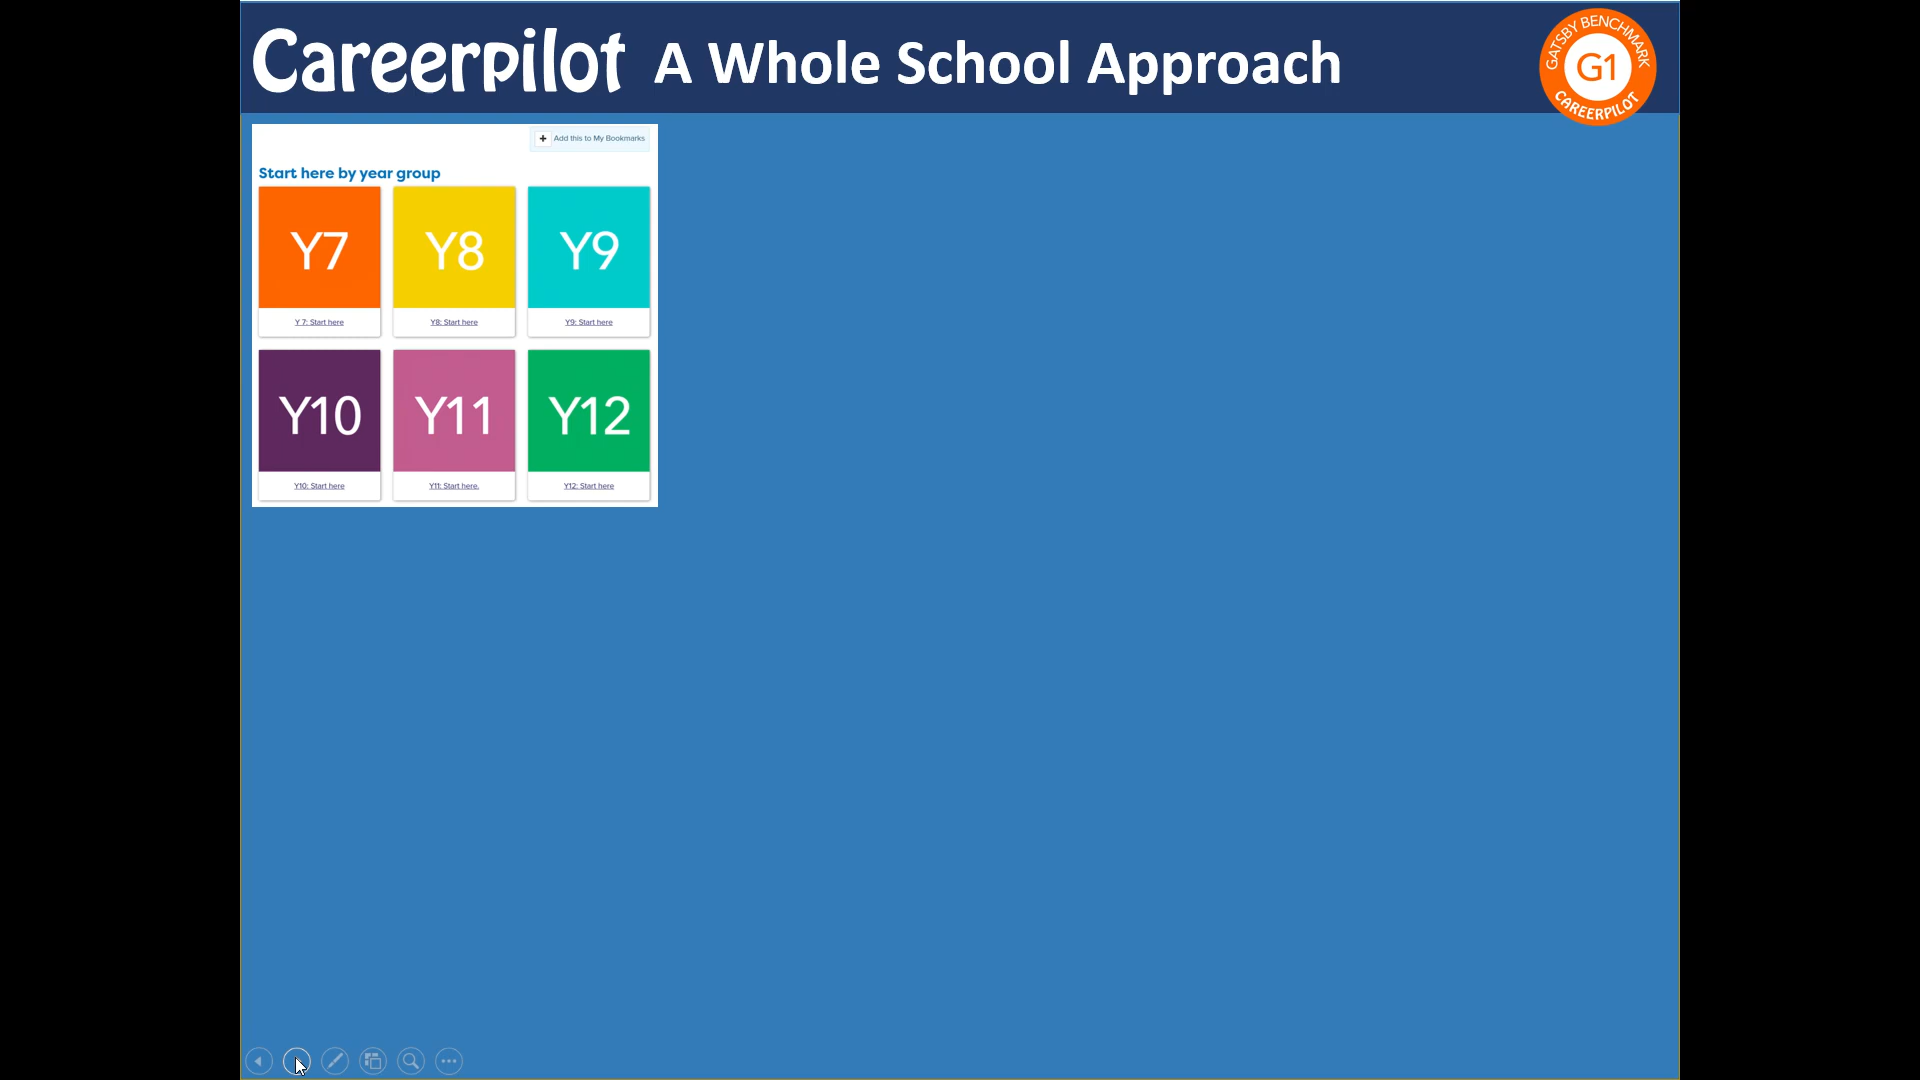 Careerpilot A Whole School Approach
GATSBY BENCHMARK
G1
CAREERPILOT
Add this to My Bookmarks
Start here by year group
Y7 Y8 Y9
Y 7: Start here Y8: Start here Y9: Start here
Y10 Y11 Y12
Y10: Start here Y11: Start here. Y12: Start here